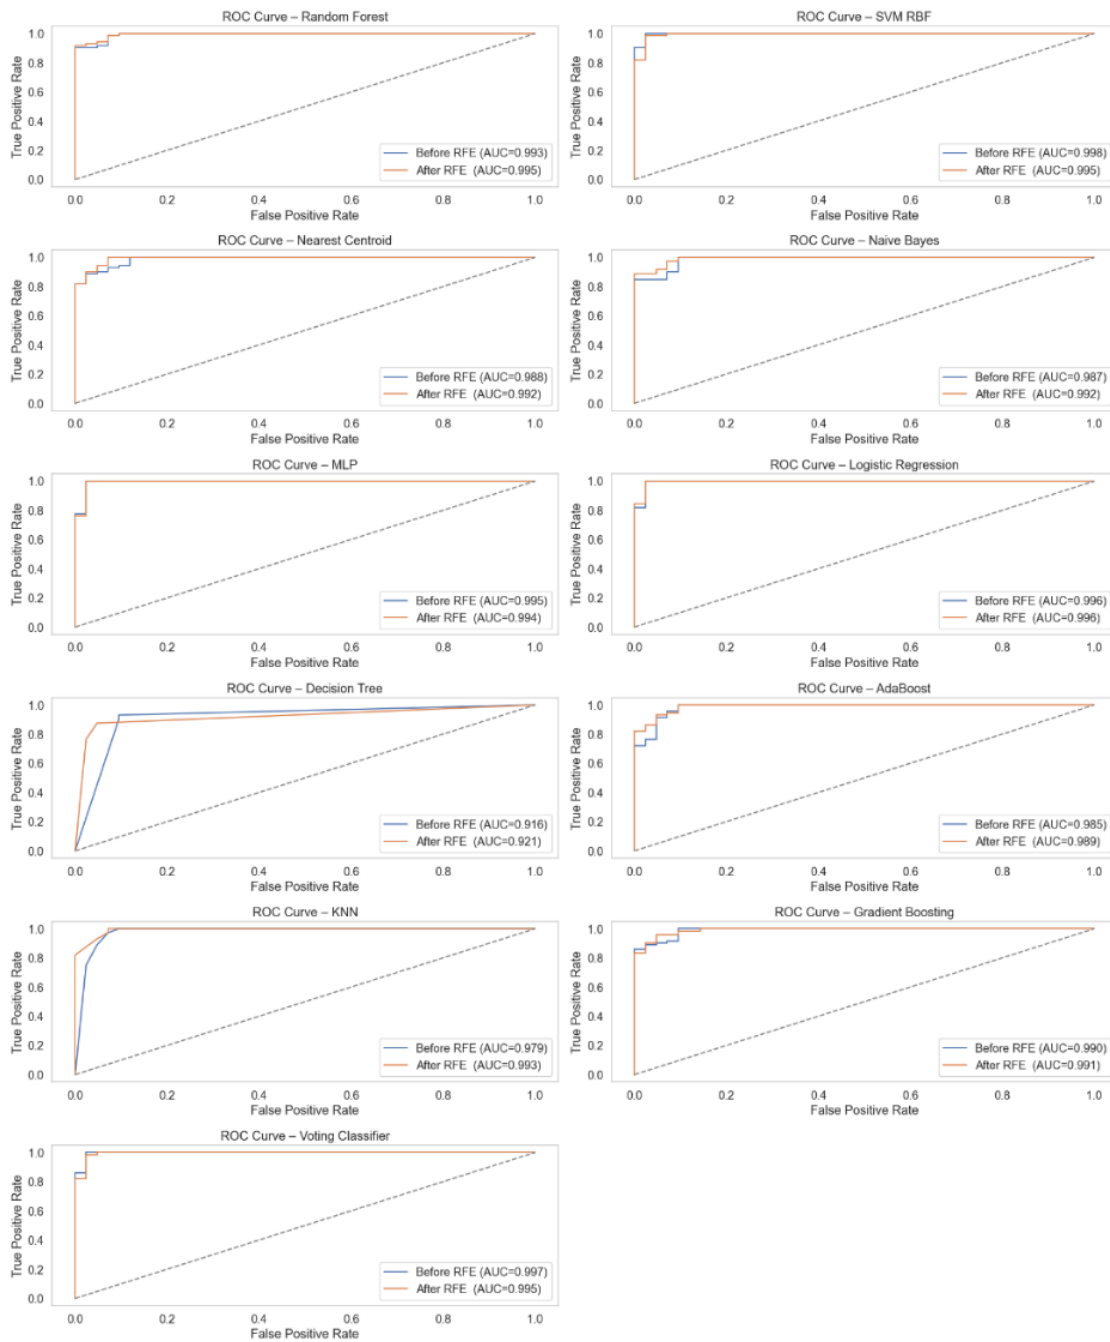 ROC Curve – Random Forest
True Positive Rate
1.0
0.8
0.6
0.4
0.2
0.0
Before RFE (AUC=0.993)
After RFE (AUC=0.995)
0.0 0.2 0.4 0.6 0.8 1.0
False Positive Rate
ROC Curve – SVM RBF
True Positive Rate
1.0
0.8
0.6
0.4
0.2
0.0
Before RFE (AUC=0.998)
After RFE (AUC=0.995)
0.0 0.2 0.4 0.6 0.8 1.0
False Positive Rate
ROC Curve – Nearest Centroid
True Positive Rate
1.0
0.8
0.6
0.4
0.2
0.0
Before RFE (AUC=0.988)
After RFE (AUC=0.992)
0.0 0.2 0.4 0.6 0.8 1.0
False Positive Rate
ROC Curve – Naive Bayes
True Positive Rate
1.0
0.8
0.6
0.4
0.2
0.0
Before RFE (AUC=0.987)
After RFE (AUC=0.992)
0.0 0.2 0.4 0.6 0.8 1.0
False Positive Rate
ROC Curve – MLP
True Positive Rate
1.0
0.8
0.6
0.4
0.2
0.0
Before RFE (AUC=0.995)
After RFE (AUC=0.994)
0.0 0.2 0.4 0.6 0.8 1.0
False Positive Rate
ROC Curve – Logistic Regression
True Positive Rate
1.0
0.8
0.6
0.4
0.2
0.0
Before RFE (AUC=0.996)
After RFE (AUC=0.996)
0.0 0.2 0.4 0.6 0.8 1.0
False Positive Rate
ROC Curve – Decision Tree
True Positive Rate
1.0
0.8
0.6
0.4
0.2
0.0
Before RFE (AUC=0.916)
After RFE (AUC=0.921)
0.0 0.2 0.4 0.6 0.8 1.0
False Positive Rate
ROC Curve – AdaBoost
True Positive Rate
1.0
0.8
0.6
0.4
0.2
0.0
Before RFE (AUC=0.985)
After RFE (AUC=0.989)
0.0 0.2 0.4 0.6 0.8 1.0
False Positive Rate
ROC Curve – KNN
True Positive Rate
1.0
0.8
0.6
0.4
0.2
0.0
Before RFE (AUC=0.979)
After RFE (AUC=0.993)
0.0 0.2 0.4 0.6 0.8 1.0
False Positive Rate
ROC Curve – Gradient Boosting
True Positive Rate
1.0
0.8
0.6
0.4
0.2
0.0
Before RFE (AUC=0.990)
After RFE (AUC=0.991)
0.0 0.2 0.4 0.6 0.8 1.0
False Positive Rate
ROC Curve – Voting Classifier
True Positive Rate
1.0
0.8
0.6
0.4
0.2
0.0
Before RFE (AUC=0.997)
After RFE (AUC=0.995)
0.0 0.2 0.4 0.6 0.8 1.0
False Positive Rate